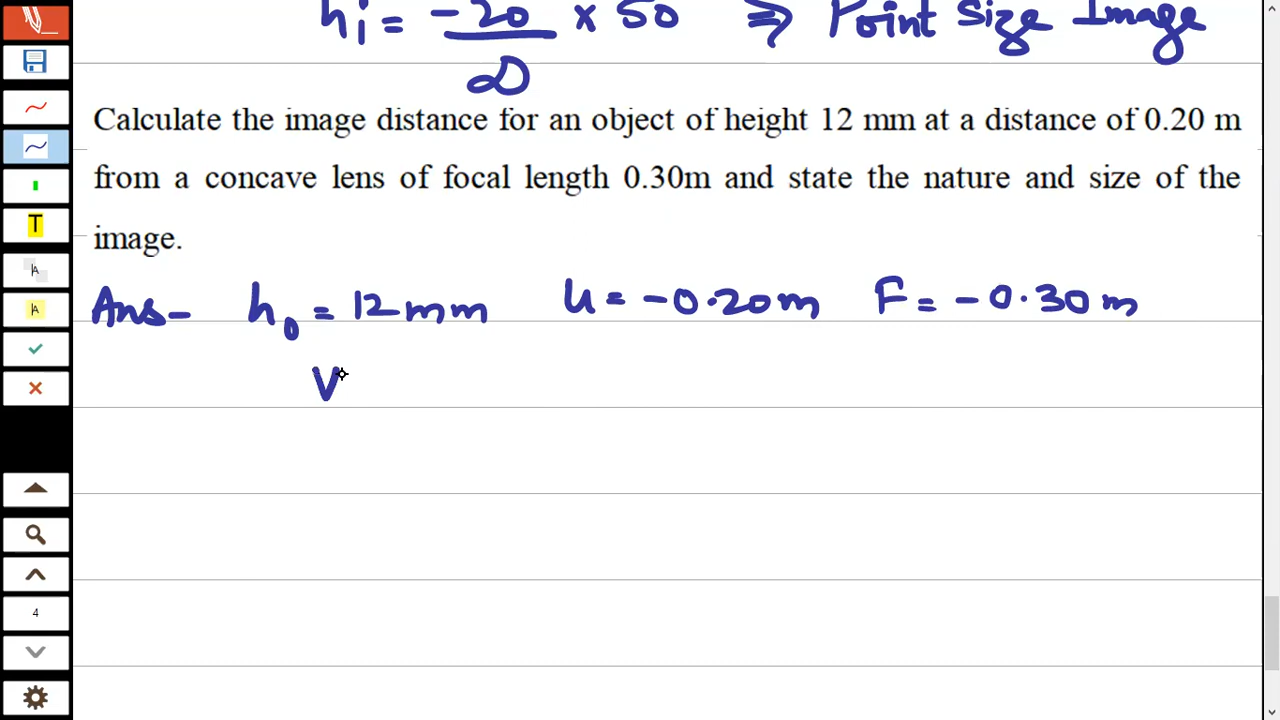 hi = -20/D x 50 ⇒ Point Size Image
Calculate the image distance for an object of height 12 mm at a distance of 0.20 m
from a concave lens of focal length 0.30m and state the nature and size of the
image.
Ans- h0 = 12mm u = -0.20m F = -0.30m
V
T
A
A
4